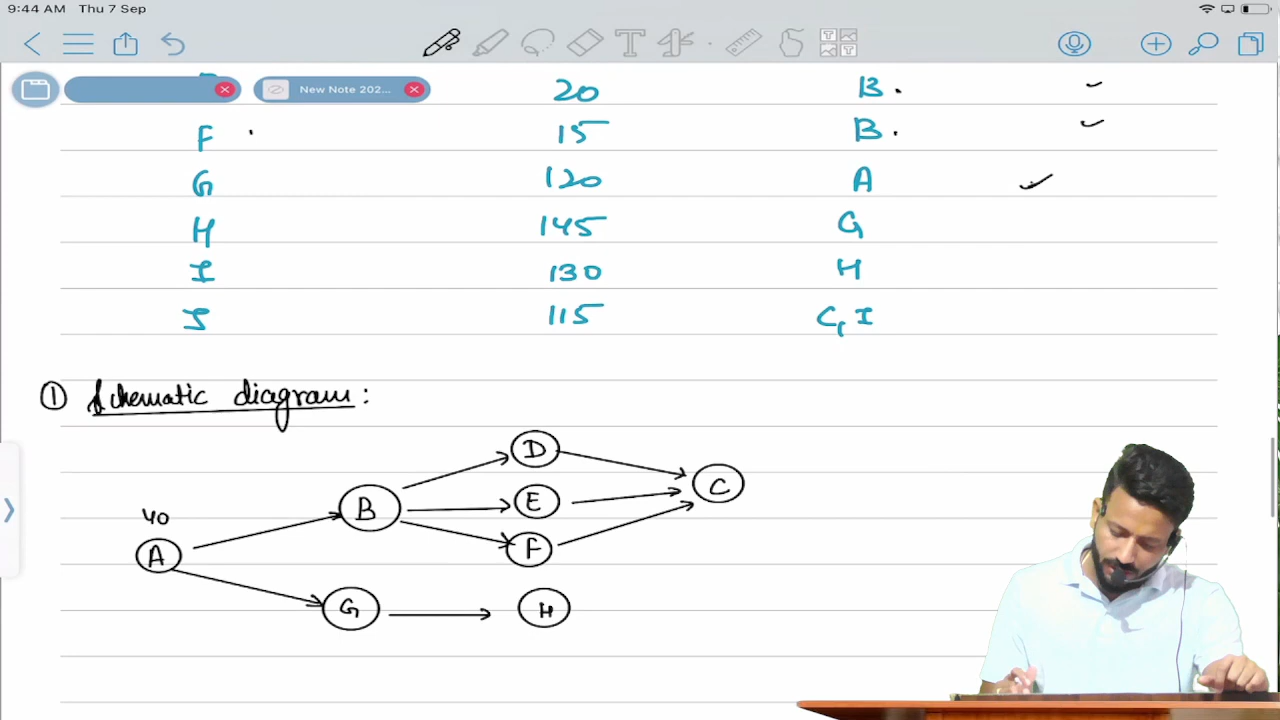 9:44 AM Thu 7 Sep
New Note 202...
20 B
F 15 B
G 120 A
H 145 G
I 130 H
J 115 C, I
① Schematic diagram:
D
C
B
E
40
A
F
G
H